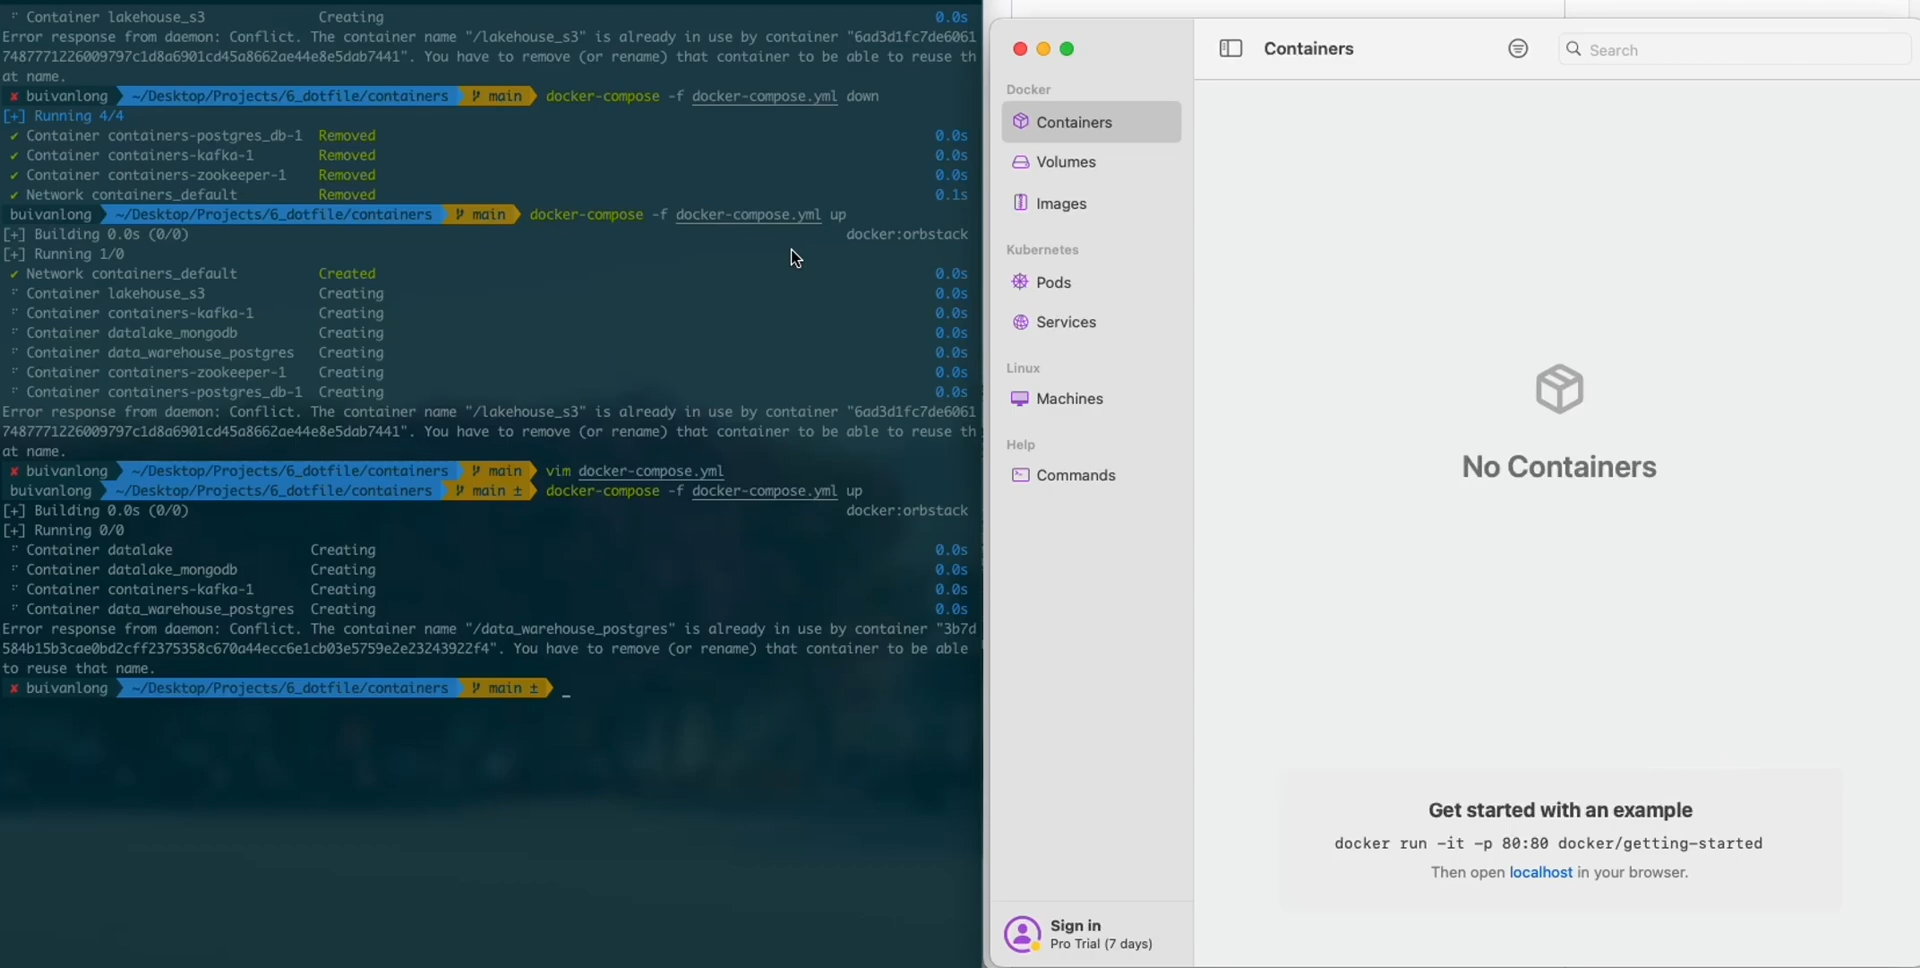 Container lakehouse_s3 Creating 0.0s
Error response from daemon: Conflict. The container name "/lakehouse_s3" is already in use by container "6ad3d1fc7de6061
7487771226009797c1d8a6901cd45a8662ae44e8e5dab7441". You have to remove (or rename) that container to be able to reuse th
at name.
✘ buivanlong ~/Desktop/Projects/6_dotfile/containers main docker-compose -f docker-compose.yml down
[+] Running 4/4
✔ Container containers-postgres_db-1 Removed 0.0s
✔ Container containers-kafka-1 Removed 0.0s
✔ Container containers-zookeeper-1 Removed 0.0s
✔ Network containers_default Removed 0.1s
buivanlong ~/Desktop/Projects/6_dotfile/containers main docker-compose -f docker-compose.yml up
[+] Building 0.0s (0/0) docker:orbstack
[+] Running 1/0
✔ Network containers_default Created 0.0s
Container lakehouse_s3 Creating 0.0s
Container containers-kafka-1 Creating 0.0s
Container datalake_mongodb Creating 0.0s
Container data_warehouse_postgres Creating 0.0s
Container containers-zookeeper-1 Creating 0.0s
Container containers-postgres_db-1 Creating 0.0s
Error response from daemon: Conflict. The container name "/lakehouse_s3" is already in use by container "6ad3d1fc7de6061
7487771226009797c1d8a6901cd45a8662ae44e8e5dab7441". You have to remove (or rename) that container to be able to reuse th
at name.
✘ buivanlong ~/Desktop/Projects/6_dotfile/containers main vim docker-compose.yml
buivanlong ~/Desktop/Projects/6_dotfile/containers main ± docker-compose -f docker-compose.yml up
[+] Building 0.0s (0/0) docker:orbstack
[+] Running 0/0
Container datalake Creating 0.0s
Container datalake_mongodb Creating 0.0s
Container containers-kafka-1 Creating 0.0s
Container data_warehouse_postgres Creating 0.0s
Error response from daemon: Conflict. The container name "/data_warehouse_postgres" is already in use by container "3b7d
584b15b3cae0bd2cff2375358c670a44ecc6e1cb03e5759e2e23243922f4". You have to remove (or rename) that container to be able
to reuse that name.
✘ buivanlong ~/Desktop/Projects/6_dotfile/containers main ± _
Docker
Containers
Volumes
Images
Kubernetes
Pods
Services
Linux
Machines
Help
Commands
Sign in
Pro Trial (7 days)
Containers
Search
No Containers
Get started with an example
docker run -it -p 80:80 docker/getting-started
Then open localhost in your browser.